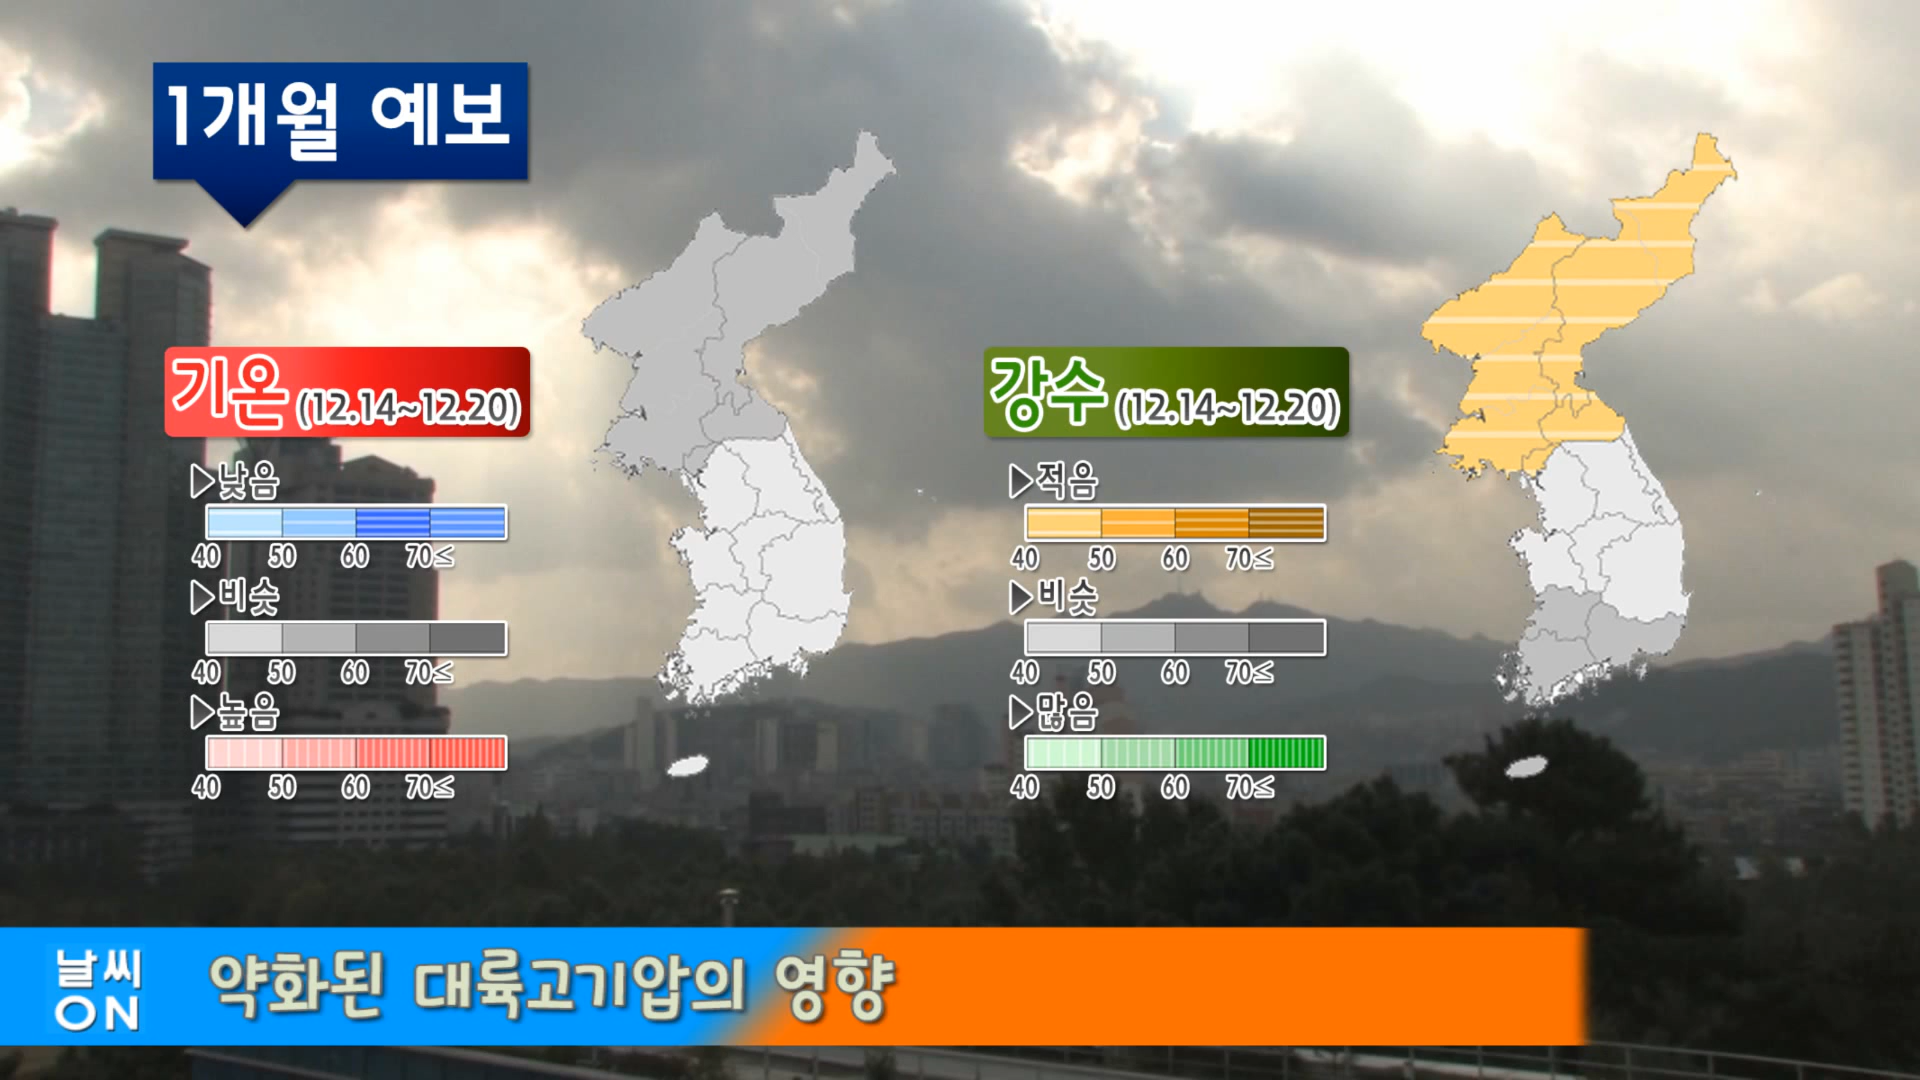 1개월 예보
기온 (12.14~12.20)
▷낮음
40 50 60 70≤
▷비슷
40 50 60 70≤
▷높음
40 50 60 70≤
강수 (12.14~12.20)
▷적음
40 50 60 70≤
▷비슷
40 50 60 70≤
▷많음
40 50 60 70≤
날씨
ON
약화된 대륙고기압의 영향